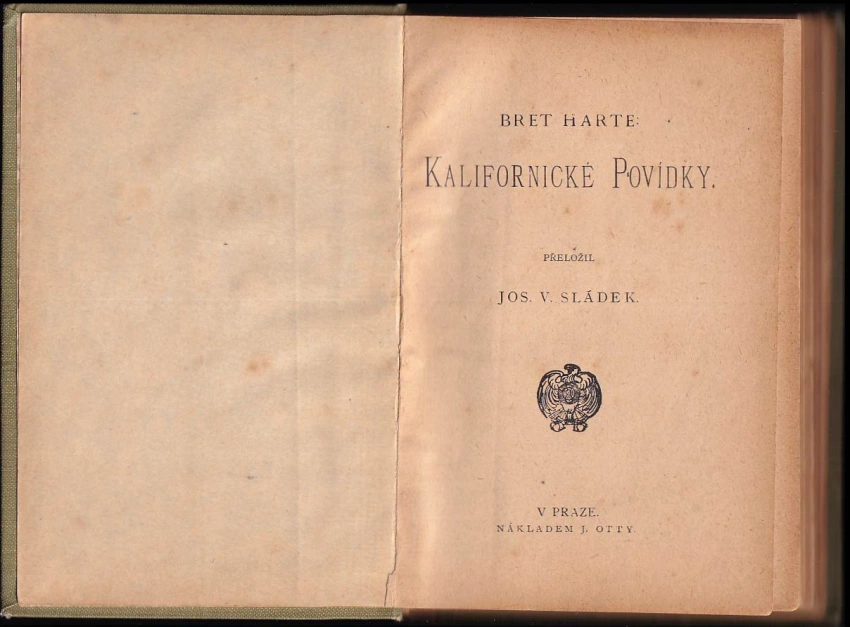 BRET HARTE:
KALIFORNICKÉ POVÍDKY.
PŘELOŽIL
JOS. V. SLÁDEK.
V PRAZE.
NÁKLADEM J. OTTY.